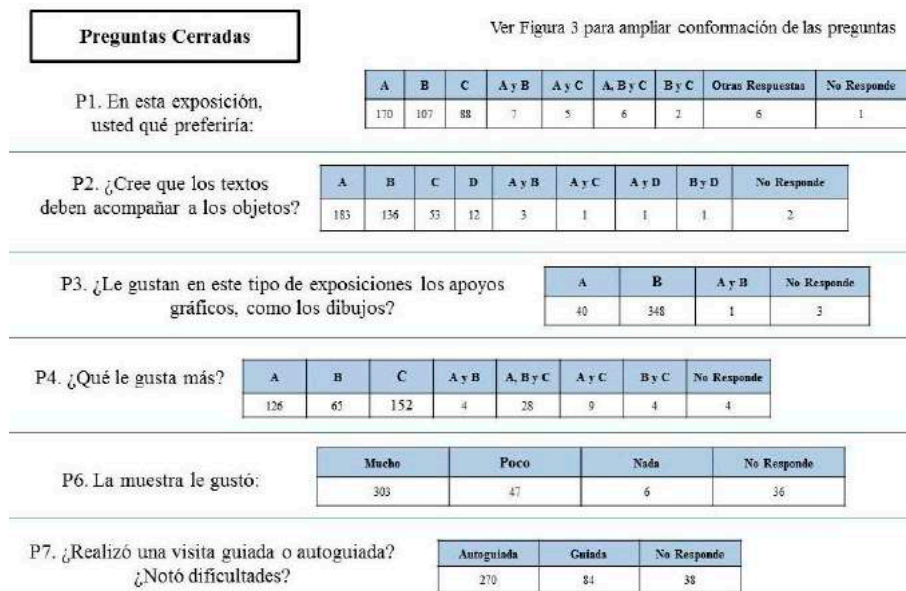 Preguntas Cerradas
Ver Figura 3 para ampliar conformación de las preguntas
P1. En esta exposición,
usted qué preferiría:
A B C A y B A y C A, B y C B y C Otras Respuestas No Responde
170 107 88 7 5 6 2 6 1
P2. ¿Cree que los textos
deben acompañar a los objetos?
A B C D A y B A y C A y D B y D No Responde
183 136 53 12 3 1 1 1 2
P3. ¿Le gustan en este tipo de exposiciones los apoyos
gráficos, como los dibujos?
A B A y B No Responde
40 348 1 3
P4. ¿Qué le gusta más?
A B C A y B A, B y C A y C B y C No Responde
126 65 152 4 28 9 4 4
P6. La muestra le gustó:
Mucho Poco Nada No Responde
303 47 6 36
P7. ¿Realizó una visita guiada o autoguiada?
¿Notó dificultades?
Autoguiada Guiada No Responde
270 84 38